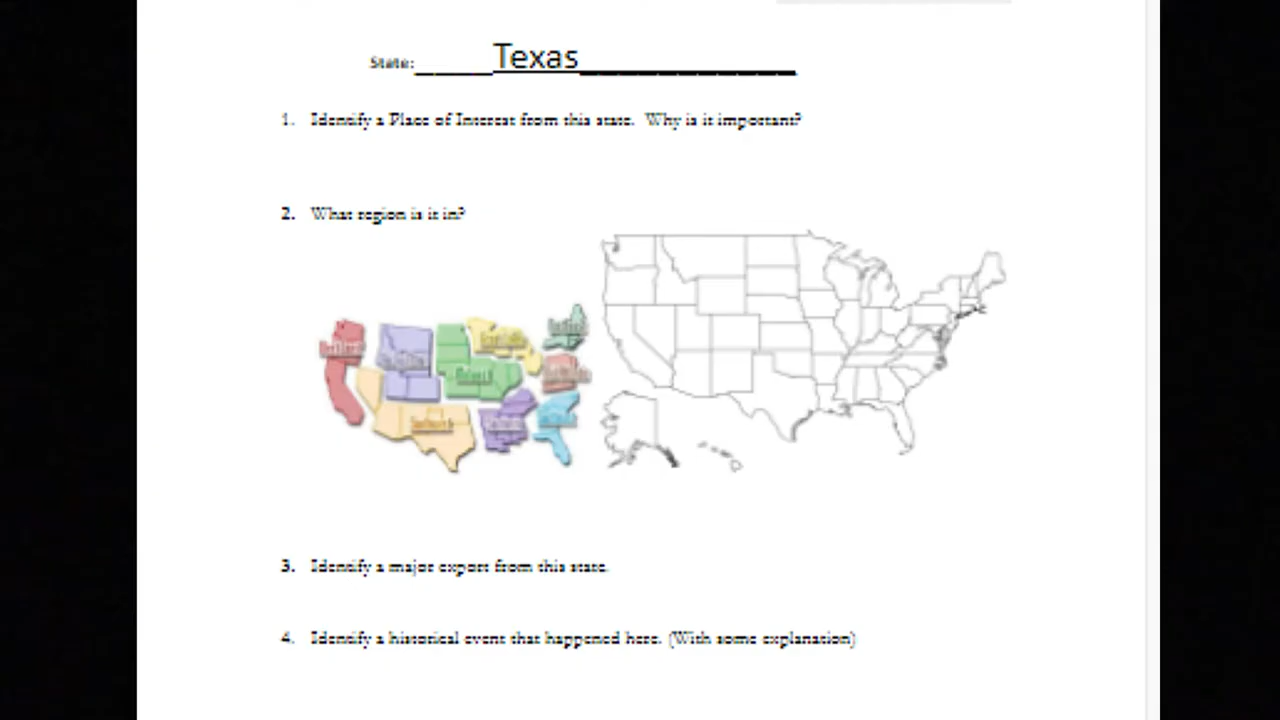 State: Texas
1. Identify a Place of Interest from this state. Why is it important?
2. What region is it in?
3. Identify a major export from this state.
4. Identify a historical event that happened here. (With some explanation)